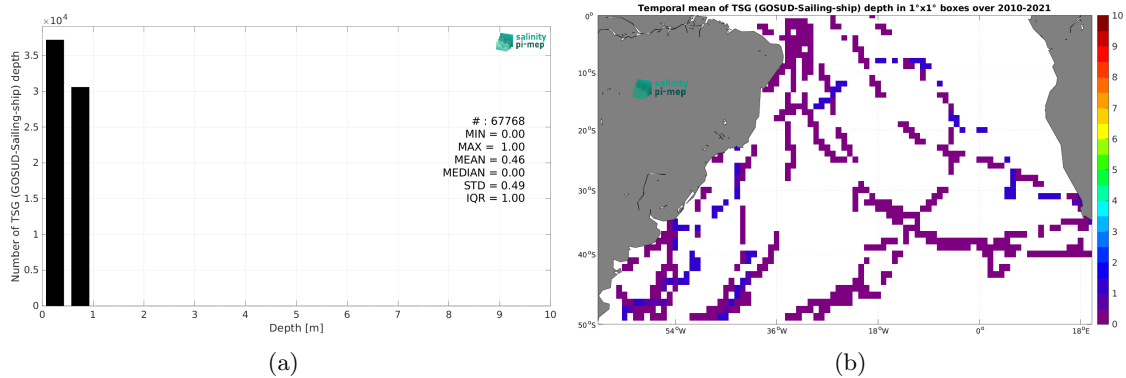 ×10⁴
3.5
3
2.5
2
1.5
1
0.5
0
Number of TSG (GOSUD-Sailing-ship) depth
0 1 2 3 4 5 6 7 8 9 10
Depth [m]
salinity
pi-mep
# : 67768
MIN = 0.00
MAX = 1.00
MEAN = 0.46
MEDIAN = 0.00
STD = 0.49
IQR = 1.00
(a)
Temporal mean of TSG (GOSUD-Sailing-ship) depth in 1°x1° boxes over 2010-2021
0°
10°S
20°S
30°S
40°S
50°S
54°W 36°W 18°W 0° 18°E
salinity
pi-mep
10
9
8
7
6
5
4
3
2
1
0
(b)